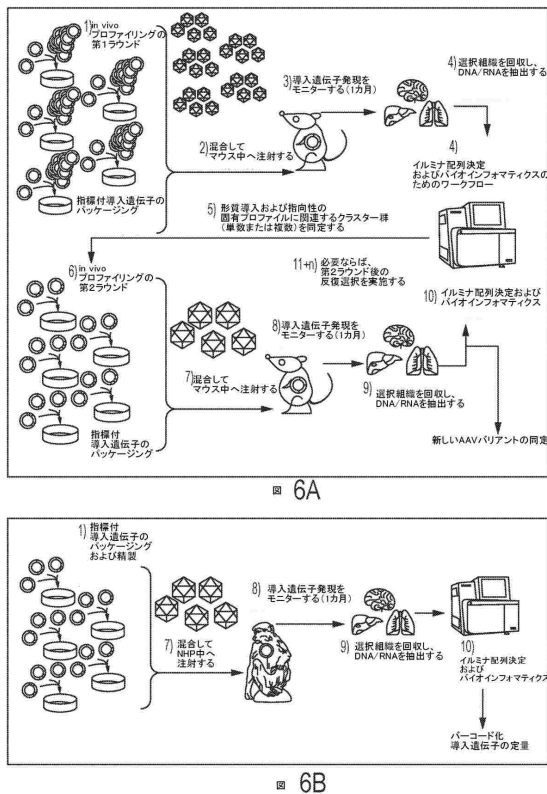 1) in vivo
プロファイリングの
第1ラウンド
指標付導入遺伝子の
パッケージング
2) 混合して
マウス中へ注射する
3) 導入遺伝子発現を
モニターする(1カ月)
4) 選択組織を回収し、
DNA/RNAを抽出する
4)
イルミナ配列決定
およびバイオインフォマティクスの
ためのワークフロー
5) 形質導入および指向性の
固有プロファイルに関連するクラスター群
(単数または複数)を同定する
6) in vivo
プロファイリングの
第2ラウンド
指標付
導入遺伝子の
パッケージング
7) 混合して
マウス中へ注射する
8) 導入遺伝子発現を
モニターする(1カ月)
9) 選択組織を回収し、
DNA/RNAを抽出する
10) イルミナ配列決定および
バイオインフォマティクス
11+n) 必要ならば、
第2ラウンド後の
反復選択を実施する
新しいAAVバリアントの同定
図 6A
1) 指標付
導入遺伝子の
パッケージング
および精製
7) 混合して
NHP中へ
注射する
8) 導入遺伝子発現を
モニターする(1カ月)
9) 選択組織を回収し、
DNA/RNAを抽出する
10)
イルミナ配列決定
および
バイオインフォマティクス
バーコード化
導入遺伝子の定量
図 6B